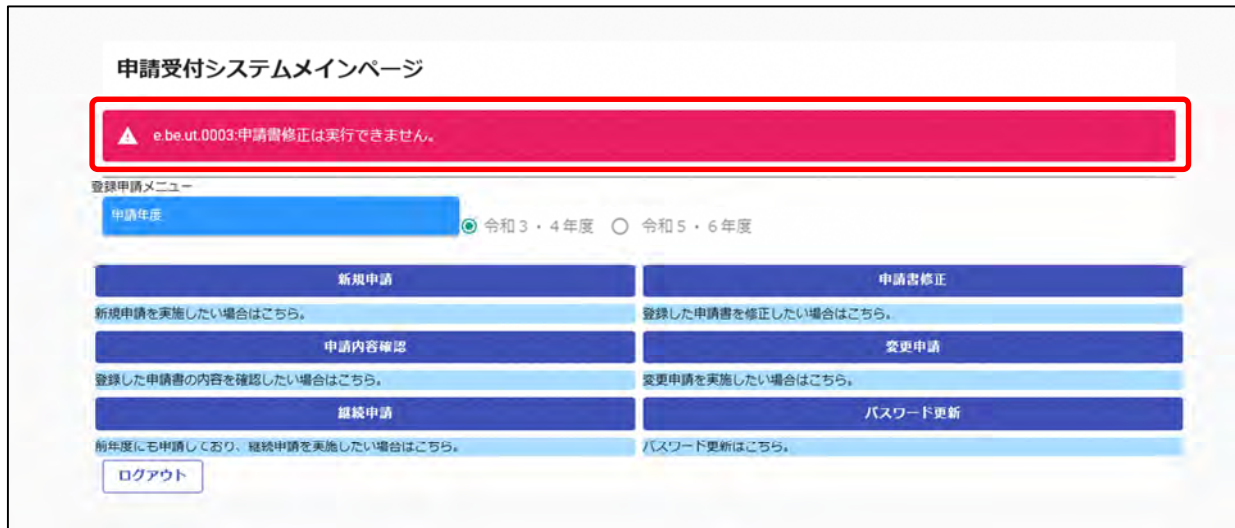 申請受付システムメインページ
e.be.ut.0003:申請書修正は実行できません。
登録申請メニュー
申請年度
令和3・4年度 令和5・6年度
新規申請 申請書修正
新規申請を実施したい場合はこちら。 登録した申請書を修正したい場合はこちら。
申請内容確認 変更申請
登録した申請書の内容を確認したい場合はこちら。 変更申請を実施したい場合はこちら。
継続申請 パスワード更新
前年度にも申請しており、継続申請を実施したい場合はこちら。 パスワード更新はこちら。
ログアウト